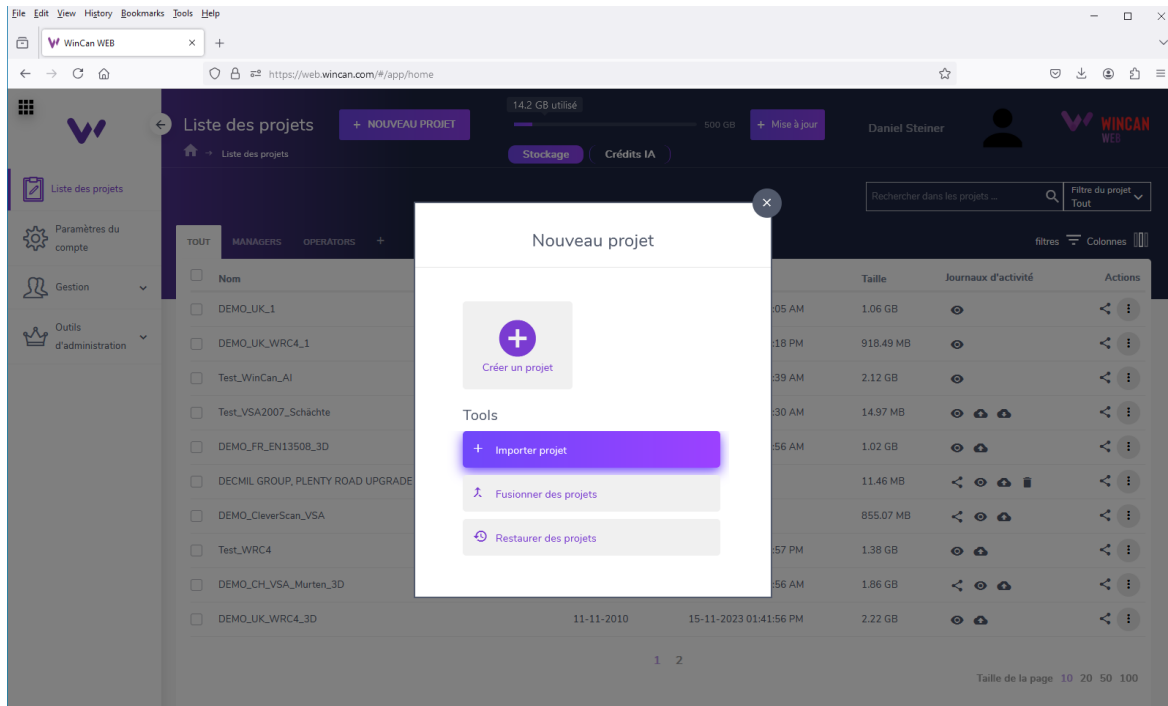 File Edit View History Bookmarks Tools Help
WinCan WEB
https://web.wincan.com/#/app/home
14.2 GB utilisé
Liste des projets
+ NOUVEAU PROJET
500 GB
+ Mise à jour
Daniel Steiner
WINCAN
WEB
Liste des projets
Stockage
Crédits IA
Liste des projets
Paramètres du
compte
Gestion
Outils
d'administration
Rechercher dans les projets ...
Filtre du projet
Tout
TOUT MANAGERS OPERATORS +
filtres
Colonnes
Nom Taille Journaux d'activité Actions
DEMO_UK_1 :05 AM 1.06 GB
DEMO_UK_WRC4_1 :18 PM 918.49 MB
Test_WinCan_AI :39 AM 2.12 GB
Test_VSA2007_Schächte :30 AM 14.97 MB
DEMO_FR_EN13508_3D :56 AM 1.02 GB
DECMIL GROUP, PLENTY ROAD UPGRADE 11.46 MB
DEMO_CleverScan_VSA 855.07 MB
Test_WRC4 :57 PM 1.38 GB
DEMO_CH_VSA_Murten_3D :56 AM 1.86 GB
DEMO_UK_WRC4_3D 11-11-2010 15-11-2023 01:41:56 PM 2.22 GB
Nouveau projet
Créer un projet
Tools
+ Importer projet
Fusionner des projets
Restaurer des projets
1 2
Taille de la page 10 20 50 100